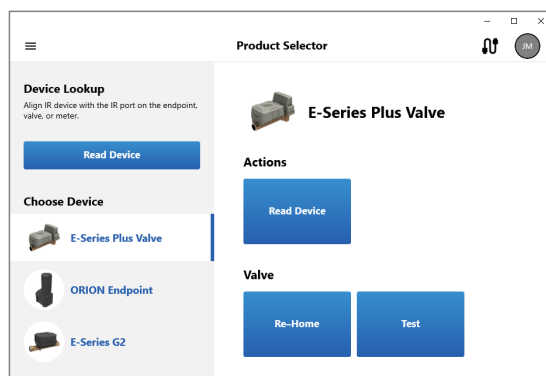 Product Selector
JM
Device Lookup
Align IR device with the IR port on the endpoint,
valve, or meter.
Read Device
Choose Device
E-Series Plus Valve
ORION Endpoint
E-Series G2
E-Series Plus Valve
Actions
Read Device
Valve
Re–Home
Test